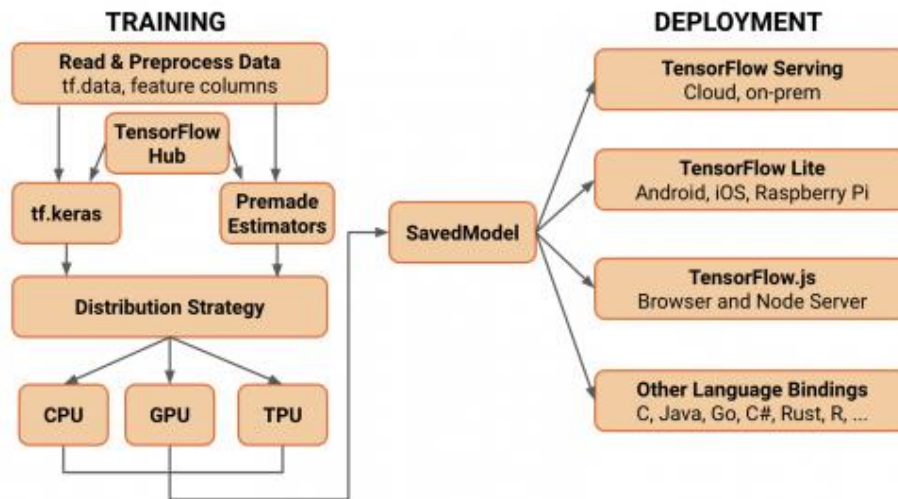 TRAINING
Read & Preprocess Data
tf.data, feature columns
TensorFlow
Hub
tf.keras
Premade
Estimators
Distribution Strategy
CPU
GPU
TPU
SavedModel
DEPLOYMENT
TensorFlow Serving
Cloud, on-prem
TensorFlow Lite
Android, iOS, Raspberry Pi
TensorFlow.js
Browser and Node Server
Other Language Bindings
C, Java, Go, C#, Rust, R, ...